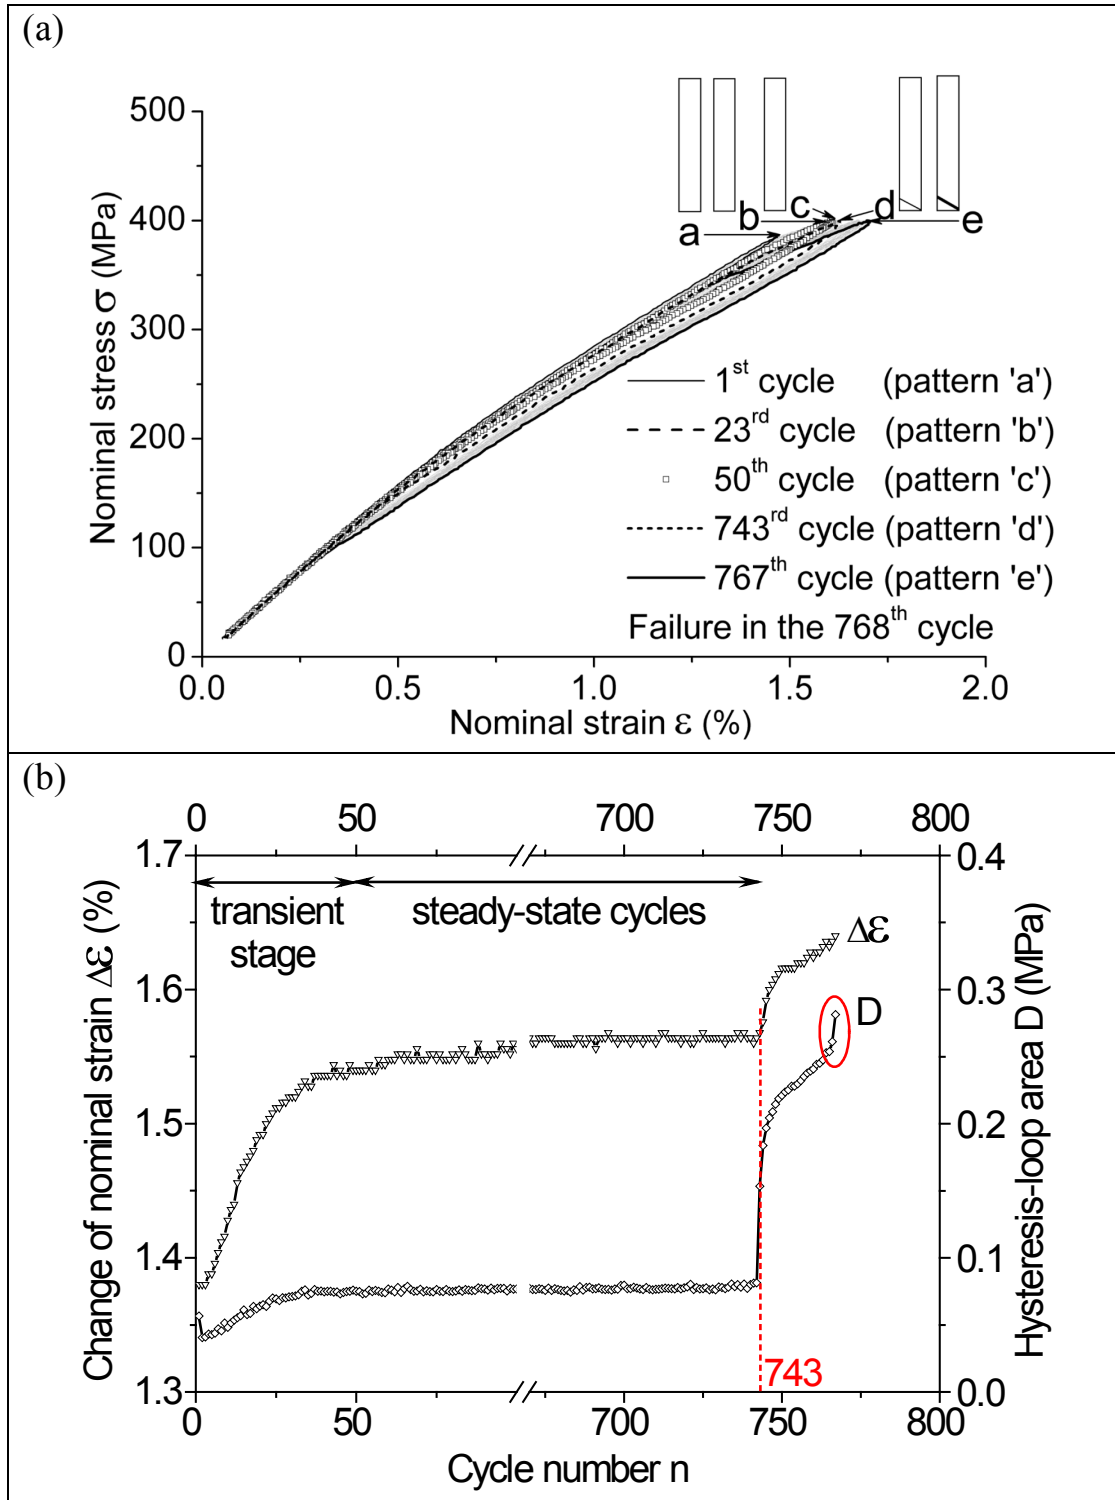 (a)
500
400
300
200
100
0
Nominal stress σ (MPa)
a
b
c
d
e
1st cycle (pattern 'a')
23rd cycle (pattern 'b')
50th cycle (pattern 'c')
743rd cycle (pattern 'd')
767th cycle (pattern 'e')
Failure in the 768th cycle
0.0 0.5 1.0 1.5 2.0
Nominal strain ε (%)
(b)
0 50 700 750 800
1.7
1.6
1.5
1.4
1.3
Change of nominal strain Δε (%)
transient
stage
steady-state cycles
Δε
D
743
0.4
0.3
0.2
0.1
0.0
Hysteresis-loop area D (MPa)
0 50 700 750 800
Cycle number n